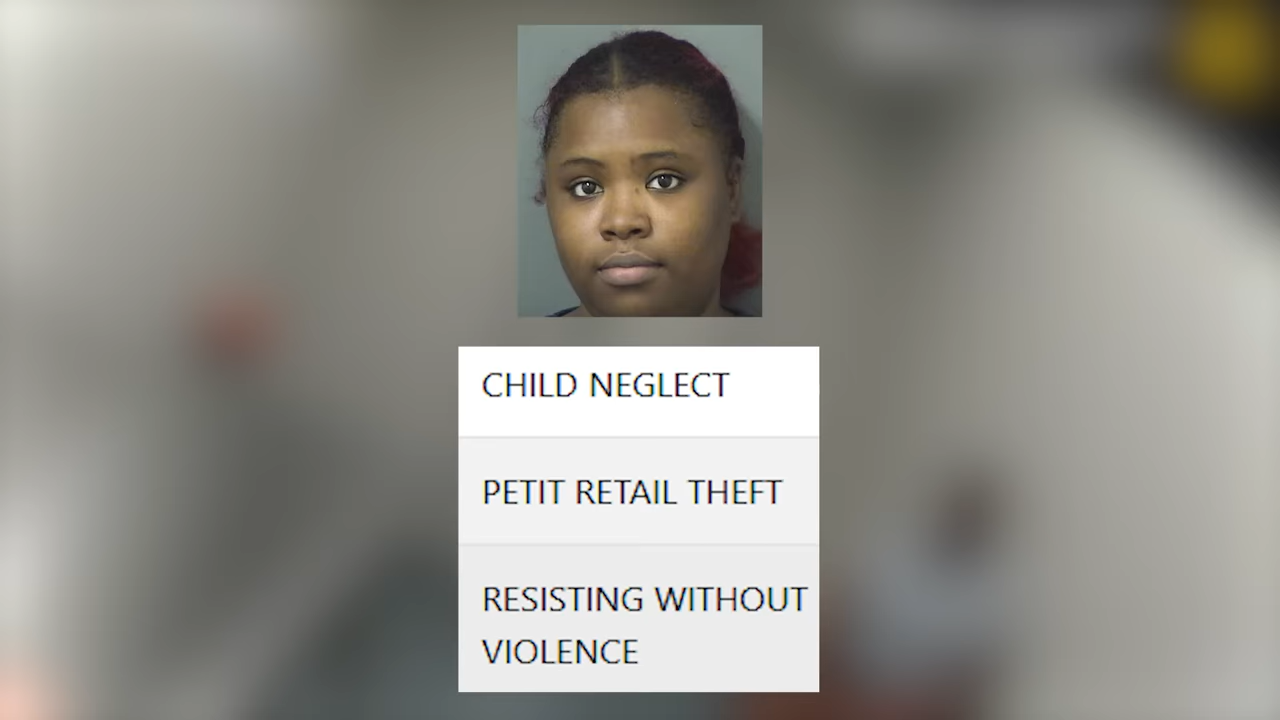 CHILD NEGLECT
PETIT RETAIL THEFT
RESISTING WITHOUT
VIOLENCE